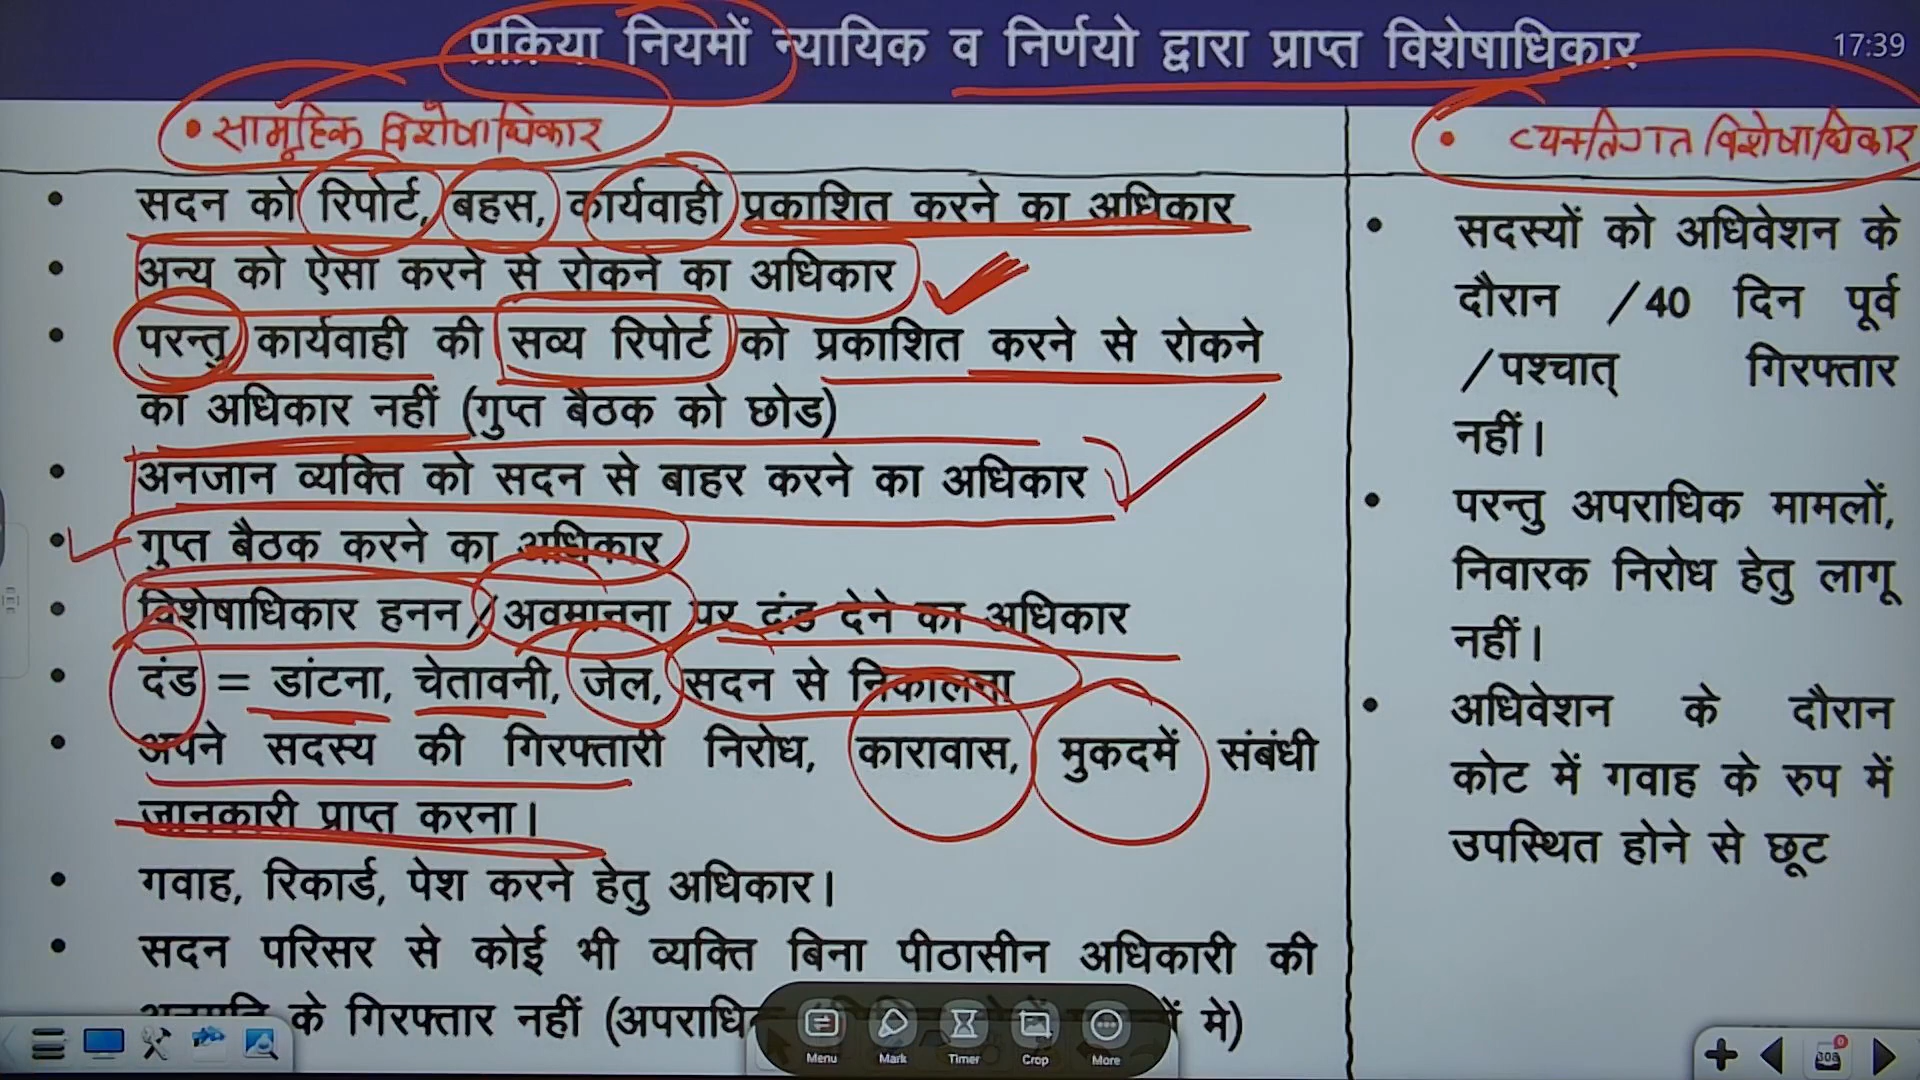 प्रक्रिया नियमों न्यायिक व निर्णयो द्वारा प्राप्त विशेषाधिकार
17:39
• सामूहिक विशेषाधिकार
• सदन को रिपोर्ट, बहस, कार्यवाही प्रकाशित करने का अधिकार
• अन्य को ऐसा करने से रोकने का अधिकार
• परन्तु कार्यवाही की सव्य रिपोर्ट को प्रकाशित करने से रोकने
का अधिकार नहीं (गुप्त बैठक को छोड)
• अनजान व्यक्ति को सदन से बाहर करने का अधिकार
• गुप्त बैठक करने का अधिकार
• विशेषाधिकार हनन/अवमानना पर दंड देने का अधिकार
• दंड = डांटना, चेतावनी, जेल, सदन से निकालना
• अपने सदस्य की गिरफ्तारी निरोध, कारावास, मुकदमें संबंधी
जानकारी प्राप्त करना।
• गवाह, रिकार्ड, पेश करने हेतु अधिकार।
• सदन परिसर से कोई भी व्यक्ति बिना पीठासीन अधिकारी की
के गिरफ्तार नहीं मे)
• व्यक्तिगत विशेषाधिकार
• सदस्यों को अधिवेशन के
दौरान /40 दिन पूर्व
/पश्चात् गिरफ्तार
नहीं।
• परन्तु अपराधिक मामलों,
निवारक निरोध हेतु लागू
नहीं।
• अधिवेशन के दौरान
कोट में गवाह के रुप में
उपस्थित होने से छूट
Menu Mark Timer Crop More
308